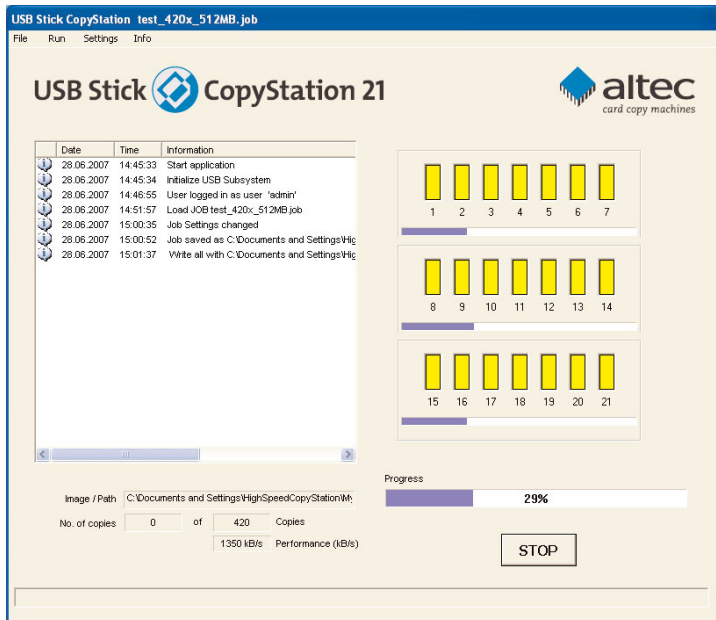 USB Stick CopyStation test_420x_512MB.job
File Run Settings Info
USB Stick CopyStation 21
altec
card copy machines
Date Time Information
28.06.2007 14:45:33 Start application
28.06.2007 14:45:34 Initialize USB Subsystem
28.06.2007 14:46:55 User logged in as user 'admin'
28.06.2007 14:51:57 Load JOB test_420x_512MB.job
28.06.2007 15:00:35 Job Settings changed
28.06.2007 15:00:52 Job saved as C:\Documents and Settings\Hig
28.06.2007 15:01:37 Write all with C:\Documents and Settings\Hig
1 2 3 4 5 6 7
8 9 10 11 12 13 14
15 16 17 18 19 20 21
Image / Path C:\Documents and Settings\HighSpeedCopyStation\My
No. of copies 0 of 420 Copies
1350 kB/s Performance (kB/s)
Progress
29%
STOP